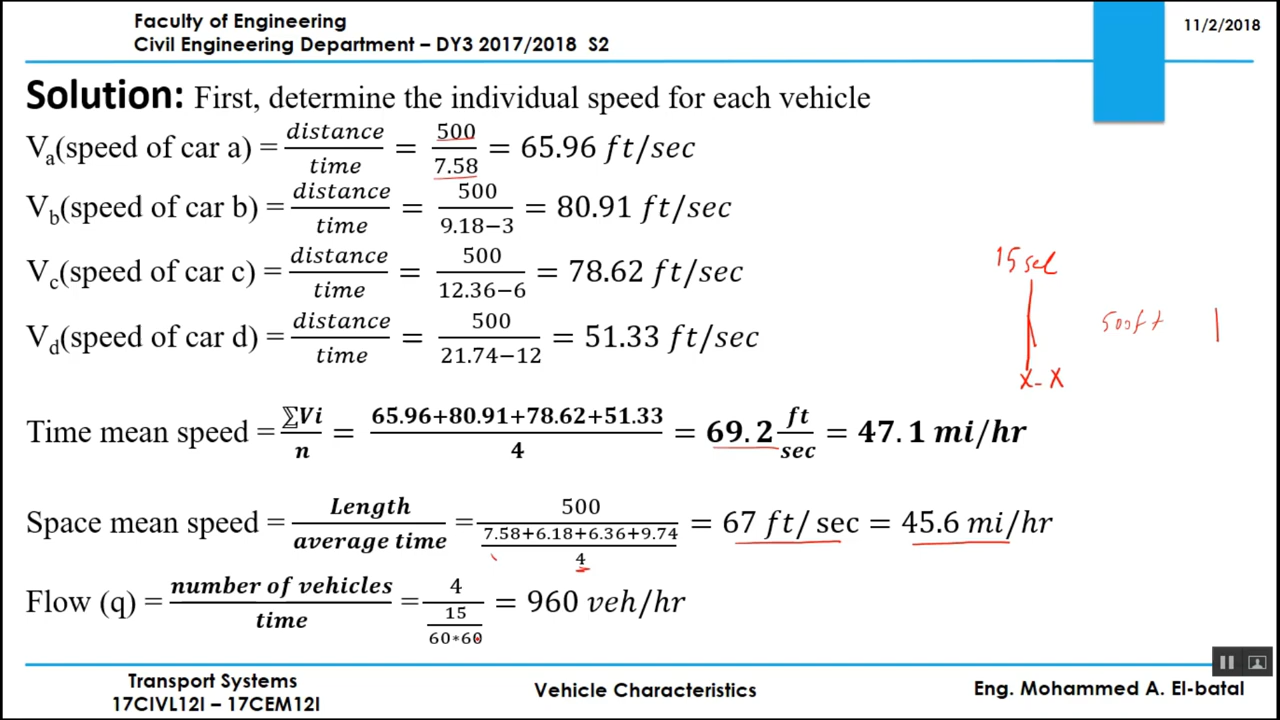 Faculty of Engineering
Civil Engineering Department – DY3 2017/2018 S2
11/2/2018
Solution: First, determine the individual speed for each vehicle
Va(speed of car a) = distance/time = 500/7.58 = 65.96 ft/sec
Vb(speed of car b) = distance/time = 500/9.18−3 = 80.91 ft/sec
Vc(speed of car c) = distance/time = 500/12.36−6 = 78.62 ft/sec
Vd(speed of car d) = distance/time = 500/21.74−12 = 51.33 ft/sec
15 sec
500 ft
X-X
Time mean speed = ∑Vi/n = 65.96+80.91+78.62+51.33/4 = 69.2 ft/sec = 47.1 mi/hr
Space mean speed = Length/average time = 500/7.58+6.18+6.36+9.74/4 = 67 ft/sec = 45.6 mi/hr
Flow (q) = number of vehicles/time = 4/15/60*60 = 960 veh/hr
Transport Systems
17CIVL12I – 17CEM12I
Vehicle Characteristics
Eng. Mohammed A. El-batal